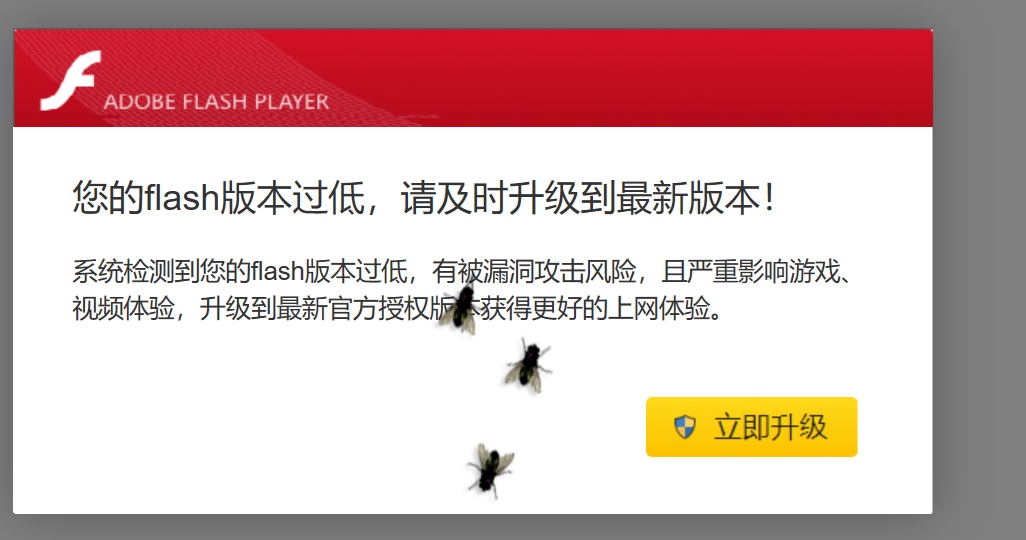 ADOBE FLASH PLAYER
您的flash版本过低，请及时升级到最新版本！
系统检测到您的flash版本过低，有被漏洞攻击风险，且严重影响游戏、
视频体验，升级到最新官方授权版本获得更好的上网体验。
立即升级